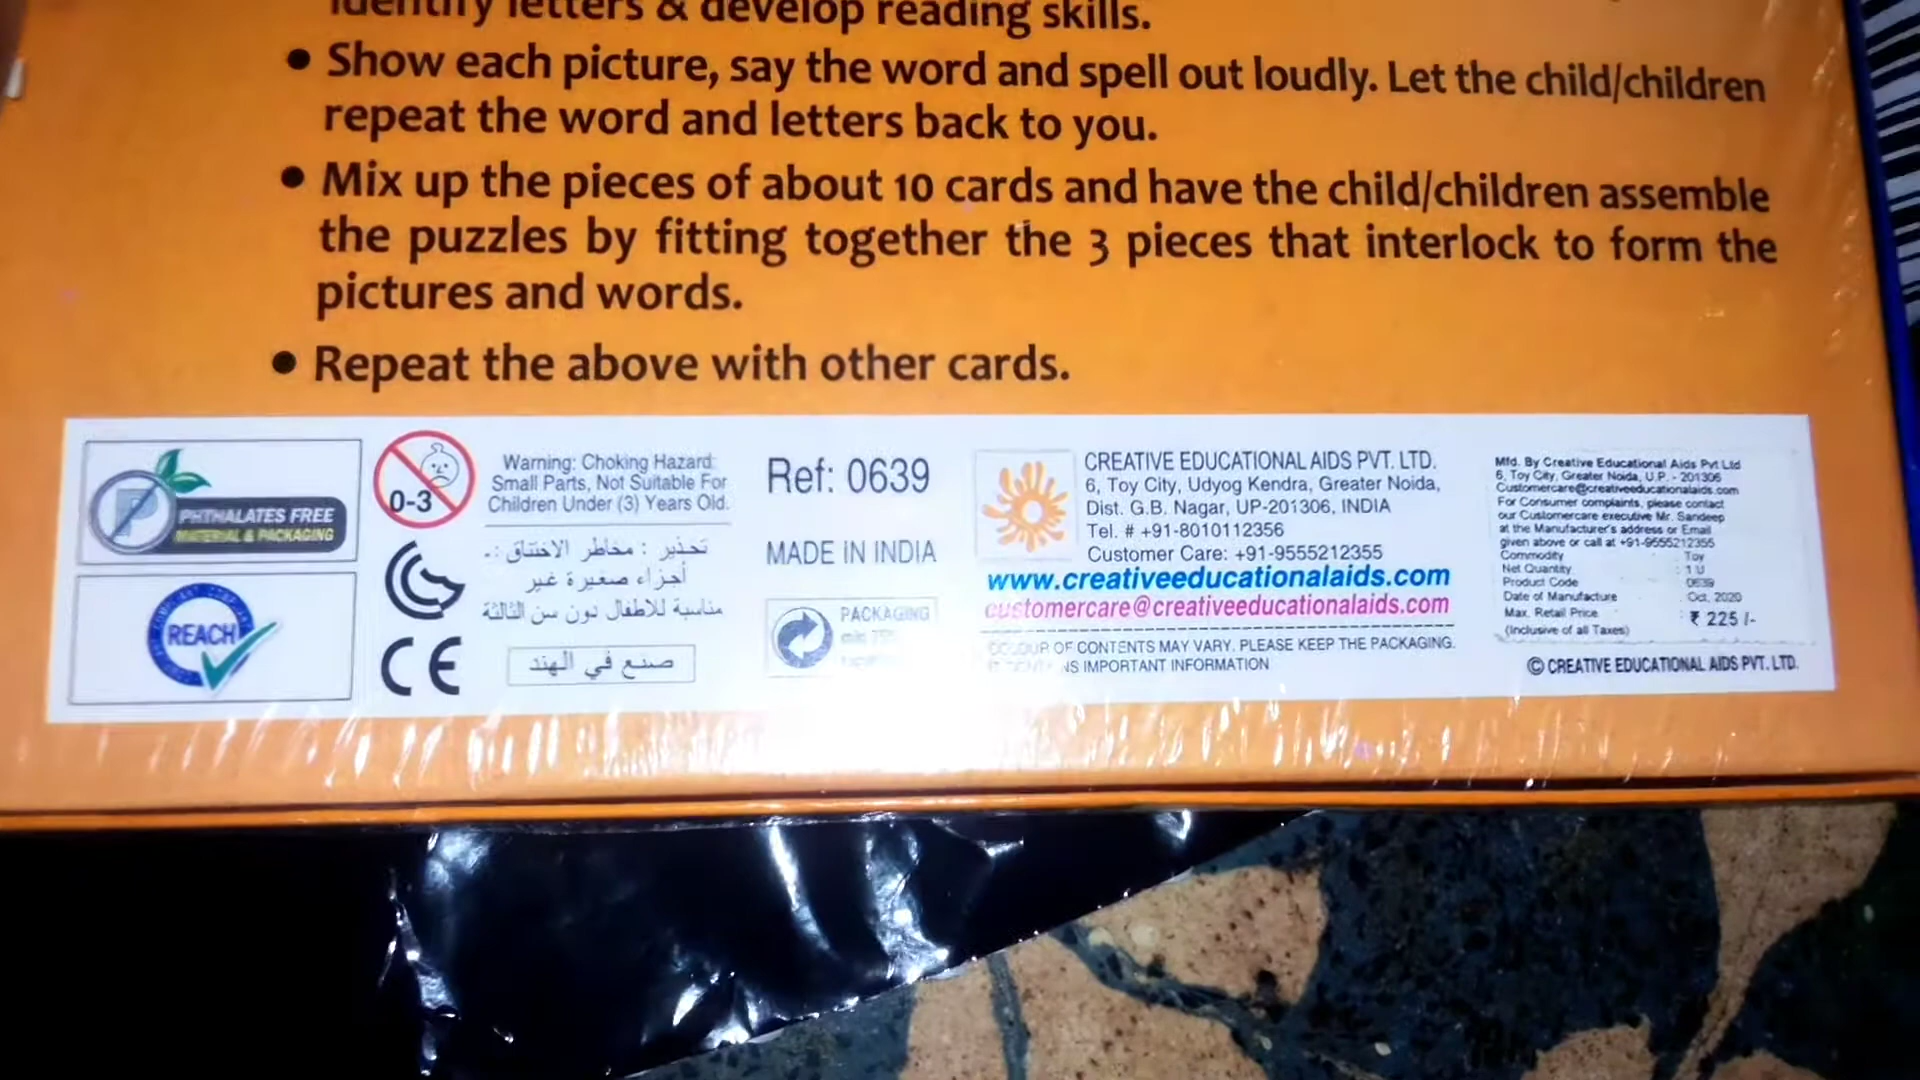 identify letters & develop reading skills.
• Show each picture, say the word and spell out loudly. Let the child/children
repeat the word and letters back to you.
• Mix up the pieces of about 10 cards and have the child/children assemble
the puzzles by fitting together the 3 pieces that interlock to form the
pictures and words.
• Repeat the above with other cards.
PHTHALATES FREE
MATERIAL & PACKAGING
REACH
0-3
CE
Warning: Choking Hazard
Small Parts, Not Suitable For
Children Under (3) Years Old.
تحذير : مخاطر الاختناق :-
أجزاء صغيرة غير
مناسبة للاطفال دون سن الثالثة
صنع في الهند
Ref: 0639
MADE IN INDIA
PACKAGING
CREATIVE EDUCATIONAL AIDS PVT. LTD.
6, Toy City, Udyog Kendra, Greater Noida,
Dist. G.B. Nagar, UP-201306, INDIA
Tel. # +91-8010112356
Customer Care: +91-9555212355
www.creativeeducationalaids.com
customercare@creativeeducationalaids.com
COLOUR OF CONTENTS MAY VARY. PLEASE KEEP THE PACKAGING.
IMPORTANT INFORMATION
Mfd. By Creative Educational Aids Pvt Ltd
6, Toy City, Greater Noida, U.P. - 201306
Customercare@creativeeducationalaids.com
For Consumer complaints, please contact
our Customercare executive Mr. Sandeep
at the Manufacturer's address or Email
given above or call at +91-9555212355
Commodity : Toy
Net Quantity : 1 U
Product Code : 0639
Date of Manufacture : Oct, 2020
Max. Retail Price : ₹ 225 /-
(Inclusive of all Taxes)
© CREATIVE EDUCATIONAL AIDS PVT. LTD.